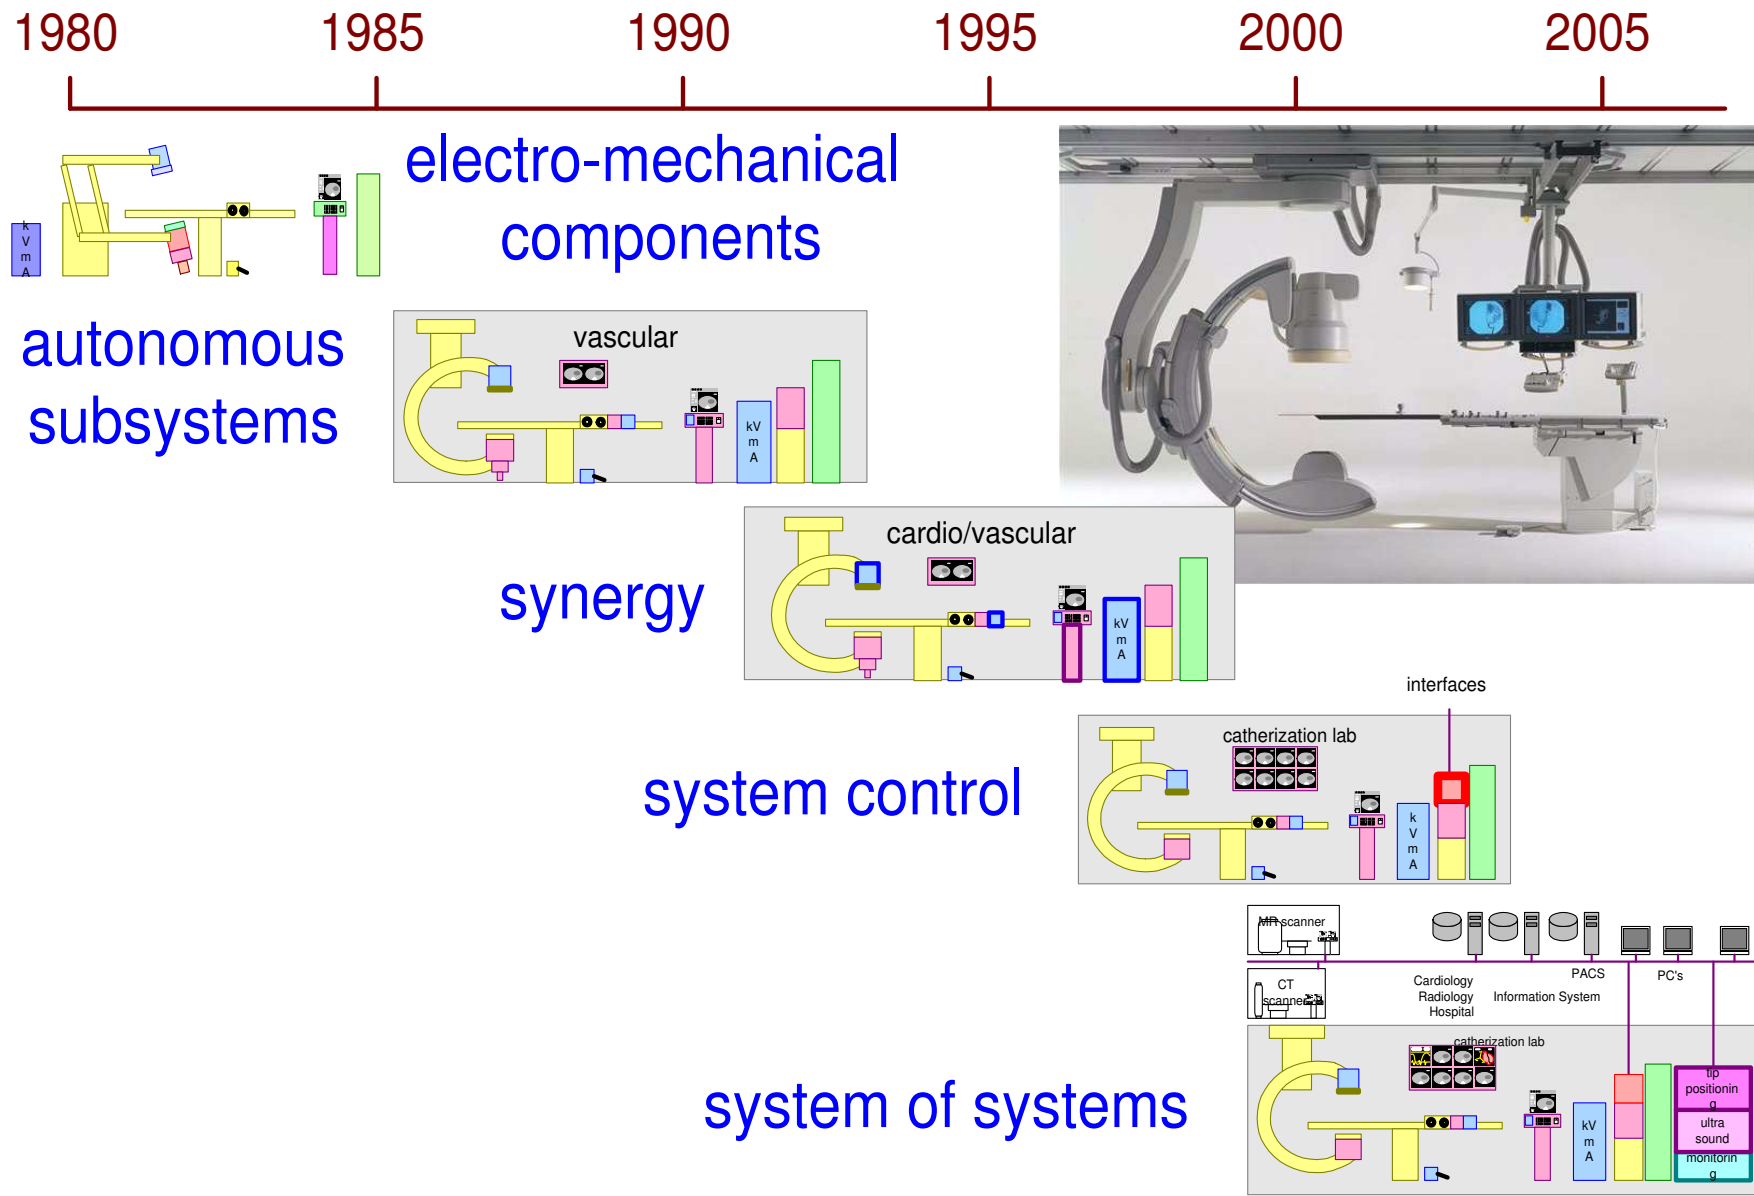 1980 1985 1990 1995 2000 2005
electro-mechanical
components
k
V
m
A
autonomous
subsystems
vascular
kV
m
A
synergy
cardio/vascular
kV
m
A
interfaces
system control
catherization lab
k
V
m
A
MR scanner
CT
scanner
PACS
PC's
Cardiology
Radiology
Hospital
Information System
system of systems
catherization lab
kV
m
A
tip
positionin
g
ultra
sound
monitorin
g